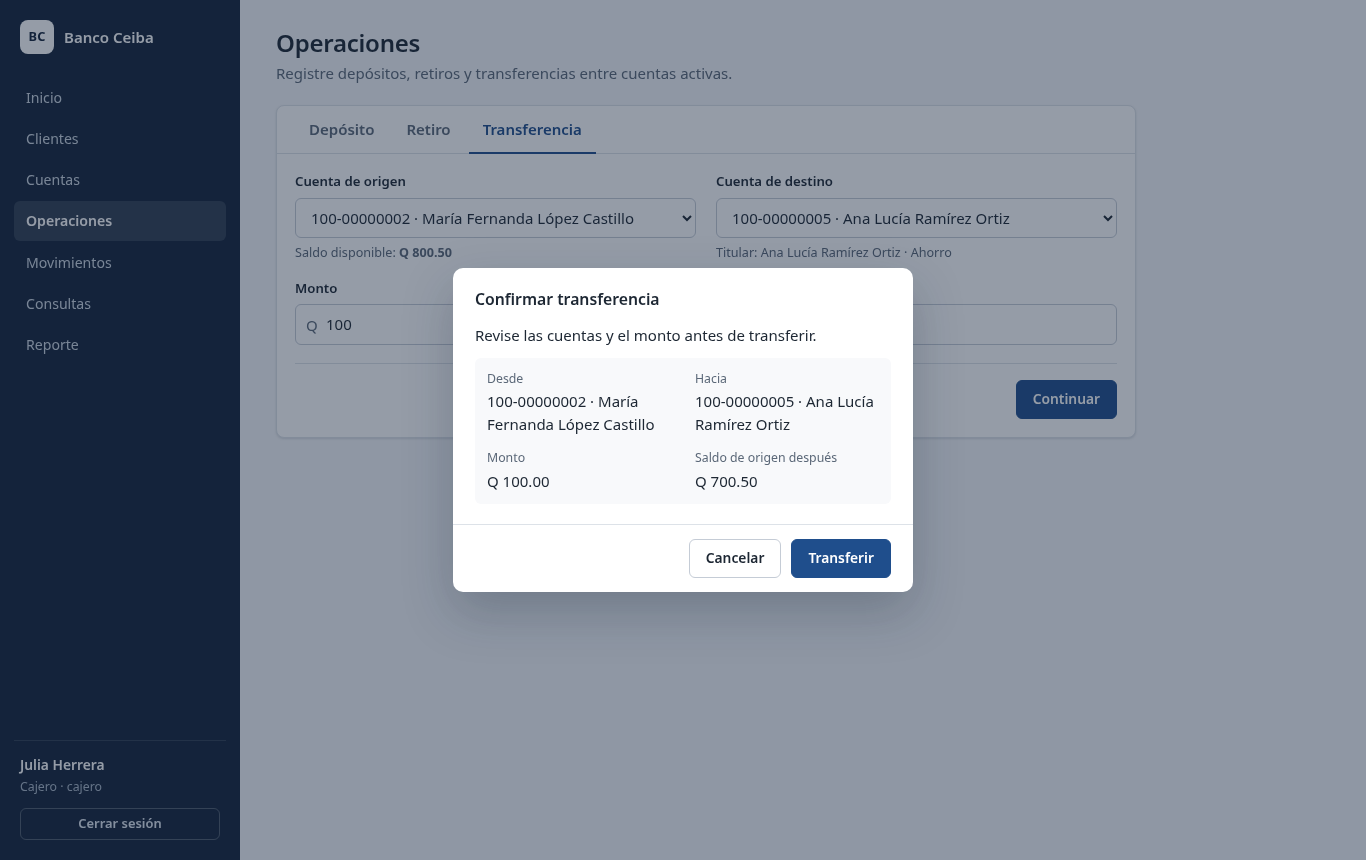 BC
Banco Ceiba
Inicio
Clientes
Cuentas
Operaciones
Movimientos
Consultas
Reporte
Julia Herrera
Cajero · cajero
Cerrar sesión
Operaciones
Registre depósitos, retiros y transferencias entre cuentas activas.
Depósito
Retiro
Transferencia
Cuenta de origen
100-00000002 · María Fernanda López Castillo
Saldo disponible: Q 800.50
Cuenta de destino
100-00000005 · Ana Lucía Ramírez Ortiz
Titular: Ana Lucía Ramírez Ortiz · Ahorro
Monto
Q 100
Continuar
Confirmar transferencia
Revise las cuentas y el monto antes de transferir.
Desde
100-00000002 · María
Fernanda López Castillo
Hacia
100-00000005 · Ana Lucía
Ramírez Ortiz
Monto
Q 100.00
Saldo de origen después
Q 700.50
Cancelar
Transferir